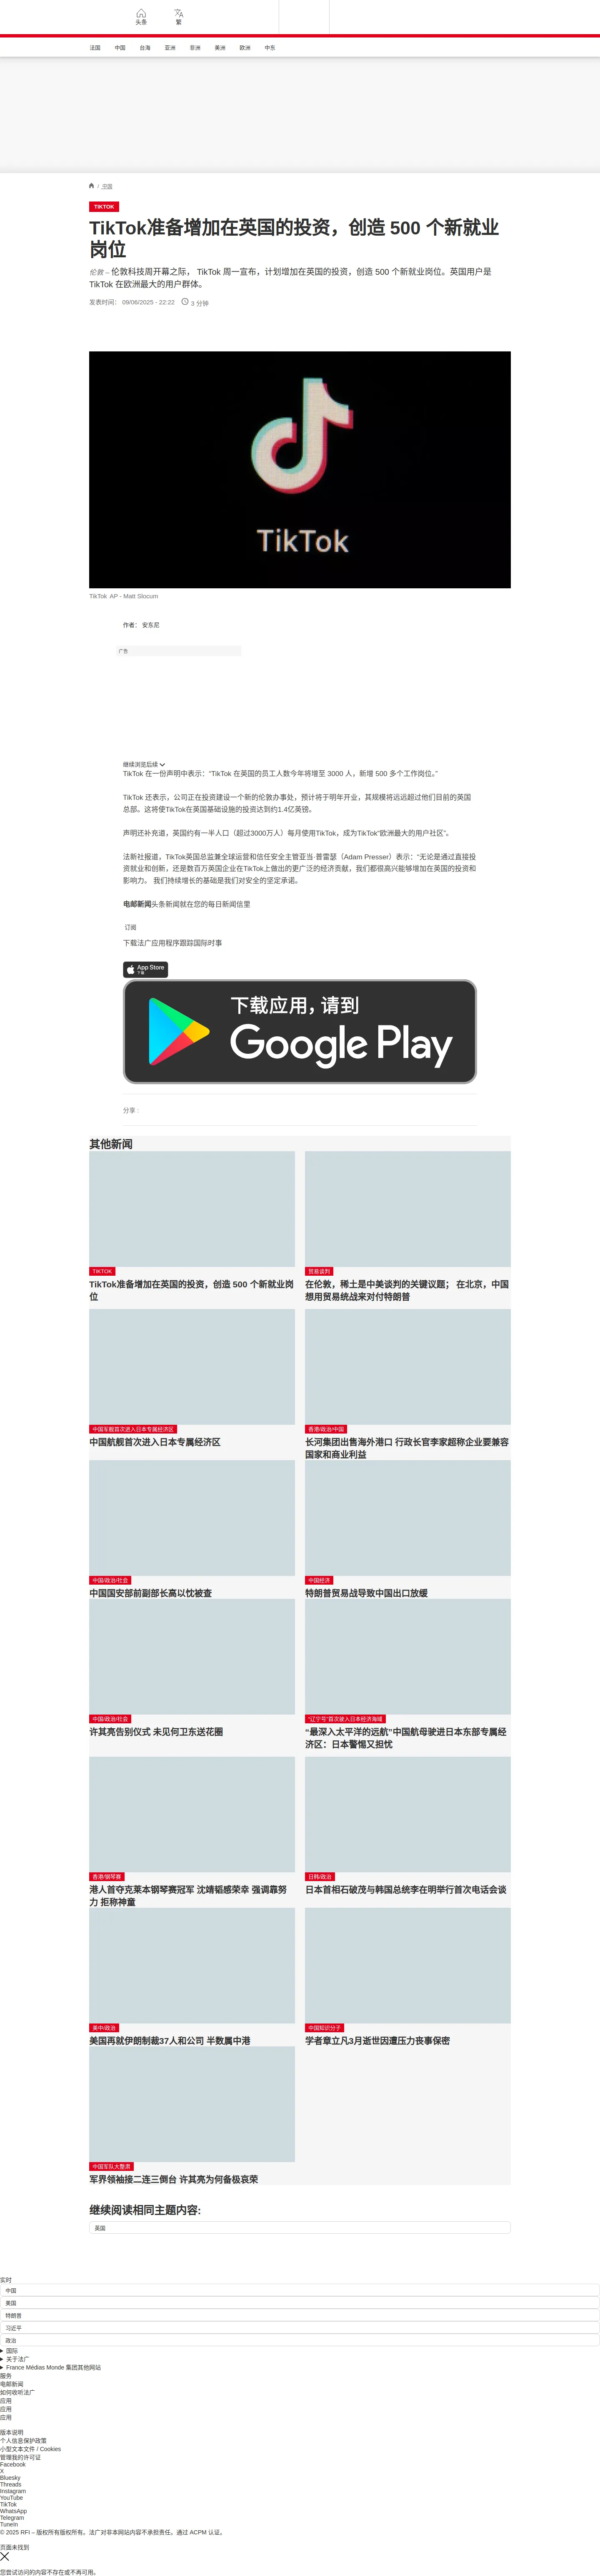 头条
繁
法国
中国
台海
亚洲
非洲
美洲
欧洲
中东
/ 中国
TIKTOK
TikTok准备增加在英国的投资，创造 500 个新就业
岗位
伦敦 – 伦敦科技周开幕之际， TikTok 周一宣布，计划增加在英国的投资，创造 500 个新就业岗位。英国用户是
TikTok 在欧洲最大的用户群体。
发表时间： 09/06/2025 - 22:22
3 分钟
TikTok
TikTok AP - Matt Slocum
作者： 安东尼
广告
继续浏览后续
TikTok 在一份声明中表示：“TikTok 在英国的员工人数今年将增至 3000 人，新增 500 多个工作岗位。”
TikTok 还表示，公司正在投资建设一个新的伦敦办事处，预计将于明年开业，其规模将远远超过他们目前的英国
总部。这将使TikTok在英国基础设施的投资达到约1.4亿英镑。
声明还补充道，英国约有一半人口（超过3000万人）每月使用TikTok，成为TikTok“欧洲最大的用户社区”。
法新社报道，TikTok英国总监兼全球运营和信任安全主管亚当·普雷瑟（Adam Presser）表示：“无论是通过直接投
资就业和创新，还是数百万英国企业在TikTok上做出的更广泛的经济贡献，我们都很高兴能够增加在英国的投资和
影响力。 我们持续增长的基础是我们对安全的坚定承诺。
电邮新闻头条新闻就在您的每日新闻信里
订阅
下载法广应用程序跟踪国际时事
App Store
下载
下载应用，请到
Google Play
分享 :
其他新闻
TIKTOK
TikTok准备增加在英国的投资，创造 500 个新就业岗
位
贸易谈判
在伦敦，稀土是中美谈判的关键议题； 在北京，中国
想用贸易统战来对付特朗普
中国军舰首次进入日本专属经济区
中国航舰首次进入日本专属经济区
香港/政治/中国
长河集团出售海外港口 行政长官李家超称企业要兼容
国家和商业利益
中国/政治/社会
中国国安部前副部长高以忱被查
中国经济
特朗普贸易战导致中国出口放缓
中国/政治/社会
许其亮告别仪式 未见何卫东送花圈
“辽宁号”首次驶入日本经济海域
“最深入太平洋的远航”中国航母驶进日本东部专属经
济区：日本警惕又担忧
香港/钢琴赛
港人首夺克莱本钢琴赛冠军 沈靖韬感荣幸 强调靠努
力 拒称神童
日韩/政治
日本首相石破茂与韩国总统李在明举行首次电话会谈
美中/政治
美国再就伊朗制裁37人和公司 半数属中港
中国知识分子
学者章立凡3月逝世因遭压力丧事保密
中国军队大整肃
军界领袖接二连三倒台 许其亮为何备极哀荣
继续阅读相同主题内容:
英国
实时
中国
美国
特朗普
习近平
政治
国际
关于法广
France Médias Monde 集团其他网站
服务
电邮新闻
如何收听法广
应用
应用
应用
版本说明
个人信息保护政策
小型文本文件 / Cookies
管理我的许可证
Facebook
X
Bluesky
Threads
Instagram
YouTube
TikTok
WhatsApp
Telegram
TuneIn
© 2025 RFI – 版权所有版权所有。法广对非本网站内容不承担责任。通过 ACPM 认证。
页面未找到
您尝试访问的内容不存在或不再可用。